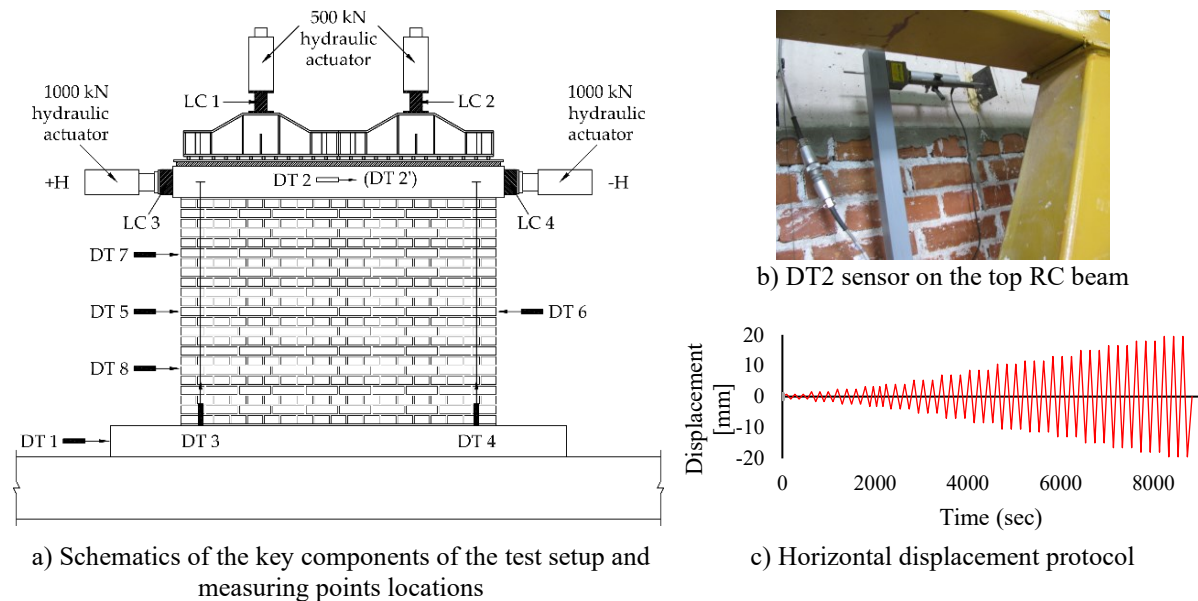 500 kN
hydraulic
actuator
1000 kN
hydraulic
actuator
LC 1
LC 2
1000 kN
hydraulic
actuator
+H
DT 2
(DT 2')
-H
LC 3
LC 4
DT 7
DT 5
DT 6
DT 8
DT 1
DT 3
DT 4
a) Schematics of the key components of the test setup and
measuring points locations
b) DT2 sensor on the top RC beam
Displacement
[mm]
20
10
0
-10
-20
0
2000
4000
6000
8000
Time (sec)
c) Horizontal displacement protocol